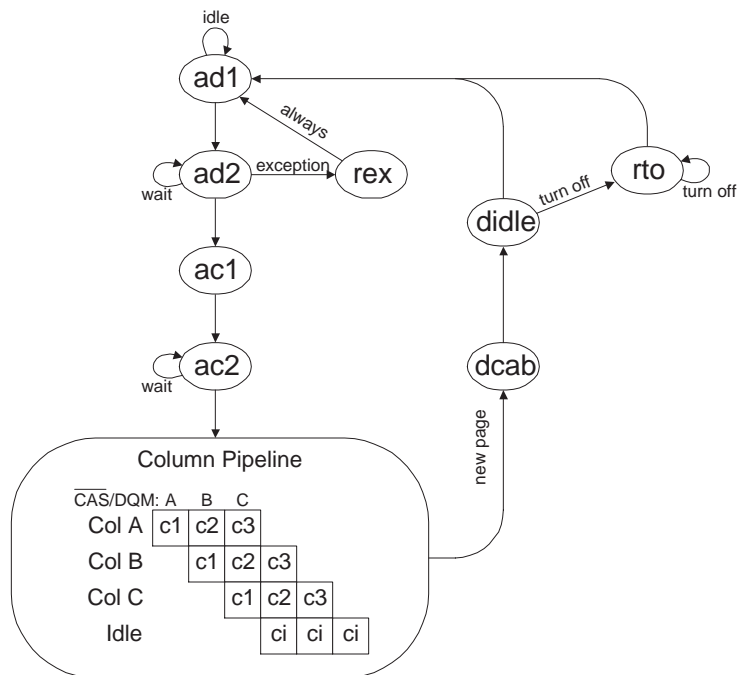 idle
ad1
always
ad2
exception
rex
wait
rto
turn off
turn off
didle
ac1
ac2
wait
dcab
new page
Column Pipeline
CAS/DQM: A B C
Col A c1 c2 c3
Col B c1 c2 c3
Col C c1 c2 c3
Idle ci ci ci